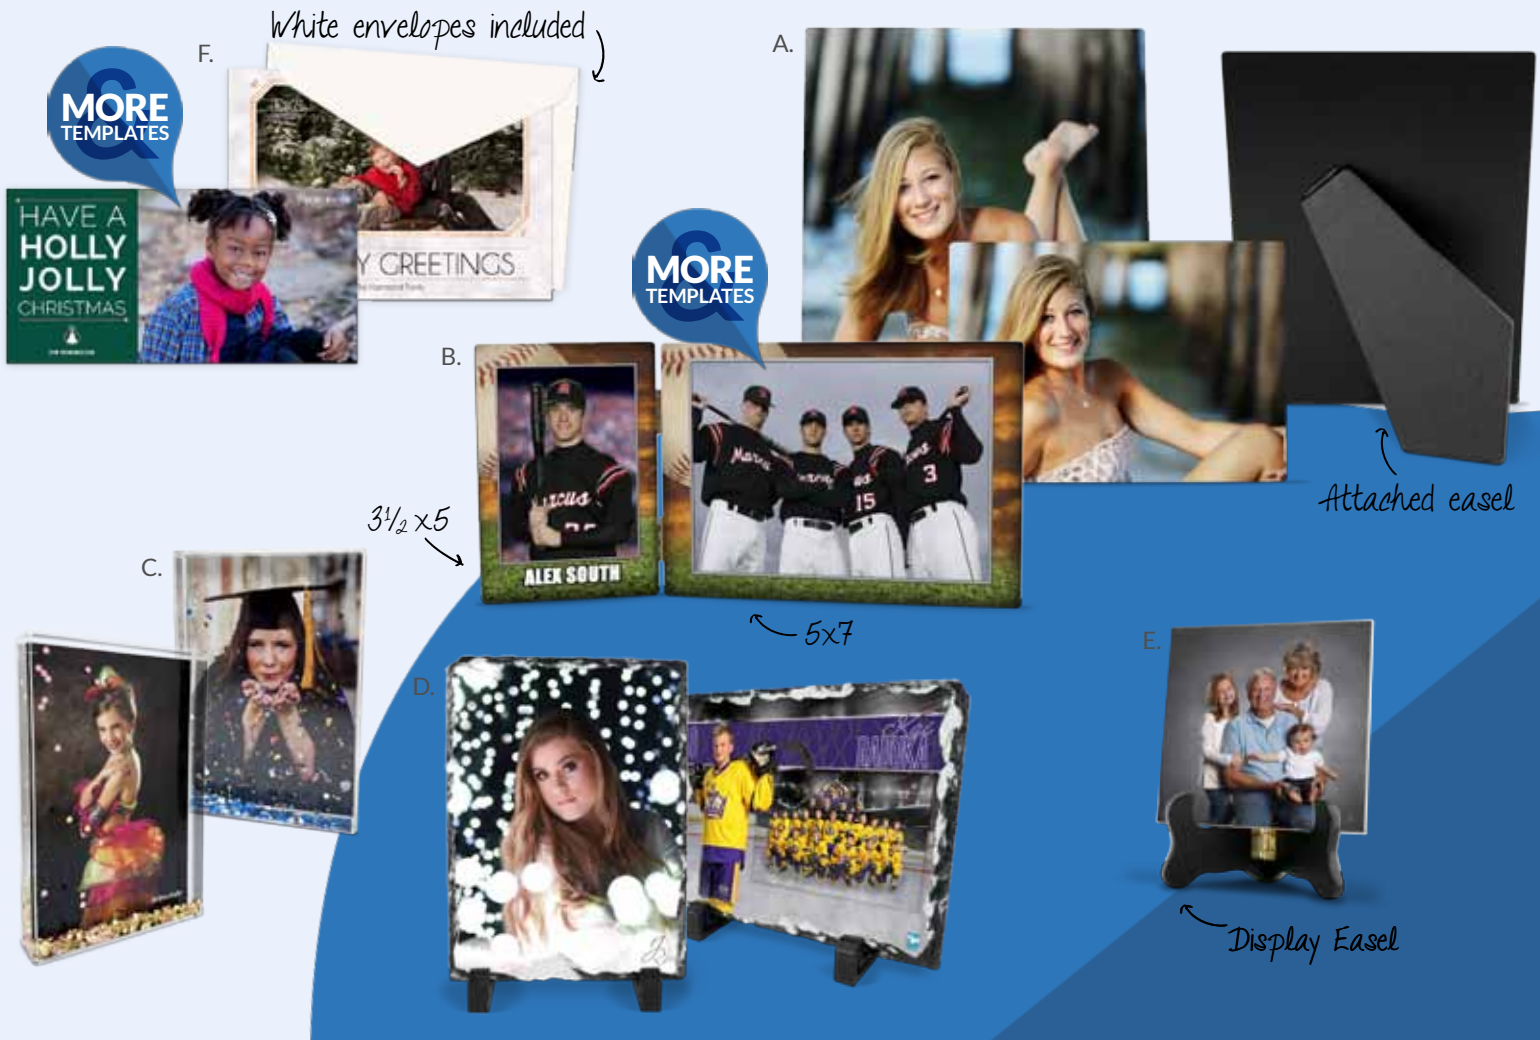 White envelopes included
F.
MORE
TEMPLATES
&
HAVE A
HOLLY
JOLLY
CHRISTMAS
Y GREETINGS
A.
MORE
TEMPLATES
&
B.
ALEX SOUTH
Marcus
15
3
3½ x5
5x7
Attached easel
C.
D.
E.
Display Easel